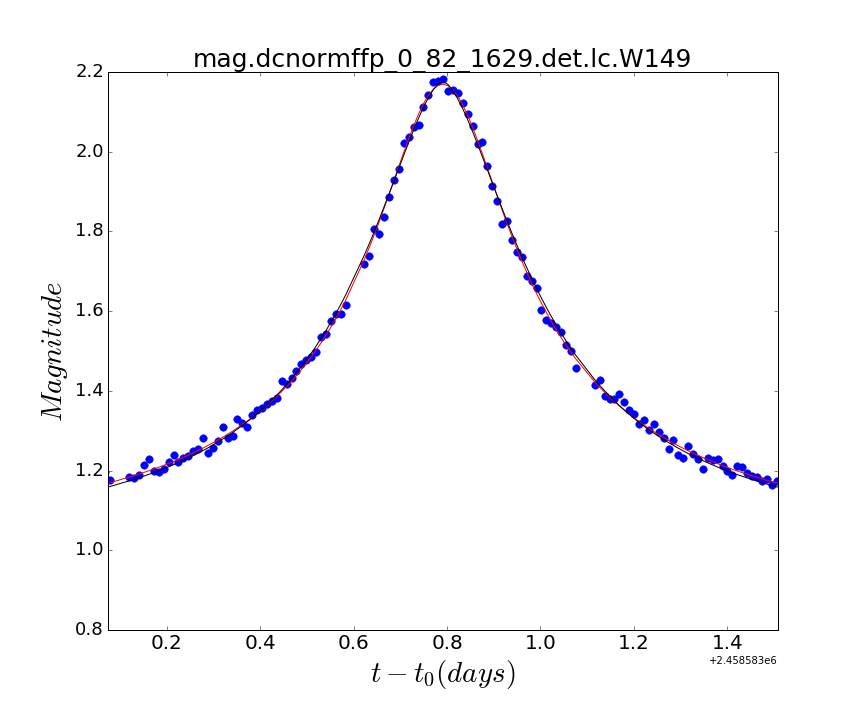 mag.dcnormffp_0_82_1629.det.lc.W149
2.2
2.0
1.8
1.6
1.4
1.2
1.0
0.8
Magnitude
0.2 0.4 0.6 0.8 1.0 1.2 1.4
+2.458583e6
t − t₀(days)